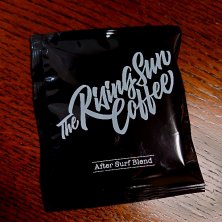 The Rising Sun
Coffee
After Surf Blend